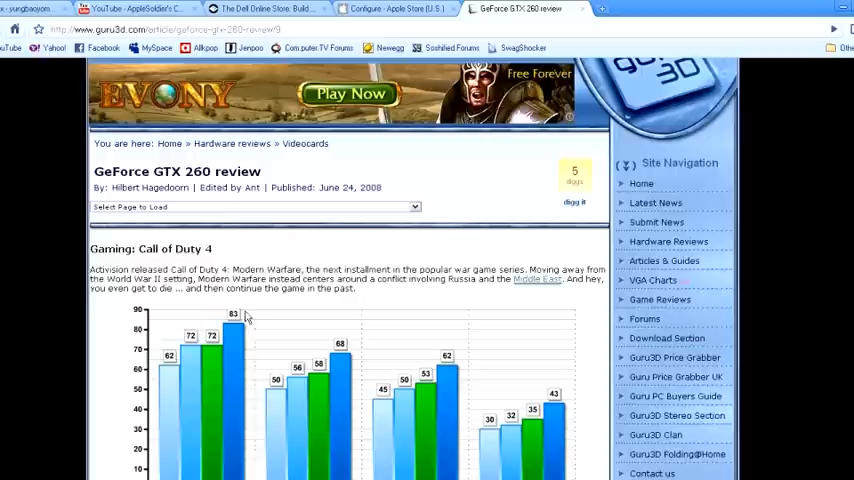 x - sungbaoyom...
YouTube - AppleSoldier's C...
The Dell Online Store: Build...
Configure - Apple Store (U.S.)
GeForce GTX 260 review
http://www.guru3d.com/article/geforce-gtx-260-review/9
uTube
Yahoo!
Facebook
MySpace
Allkpop
Jenpoo
Computer.TV Forums
Newegg
Soshified Forums
SwagShocker
Othe
EVONY
Play Now
Free Forever
30
You are here: Home » Hardware reviews » Videocards
GeForce GTX 260 review
By: Hilbert Hagedoorn | Edited by Ant | Published: June 24, 2008
5
diggs
digg it
Select Page to Load
Gaming: Call of Duty 4
Activision released Call of Duty 4: Modern Warfare, the next installment in the popular war game series. Moving away from
the World War II setting, Modern Warfare instead centers around a conflict involving Russia and the Middle East. And hey,
you even get to die ... and then continue the game in the past.
90
80
70
60
50
40
30
20
10
62 72 72 83
50 56 58 68
45 50 53 62
30 32 35 43
Site Navigation
Home
Latest News
Submit News
Hardware Reviews
Articles & Guides
VGA Charts
Game Reviews
Forums
Download Section
Guru3D Price Grabber
Guru Price Grabber UK
Guru PC Buyers Guide
Guru3D Stereo Section
Guru3D Clan
Guru3D Folding@Home
Contact us